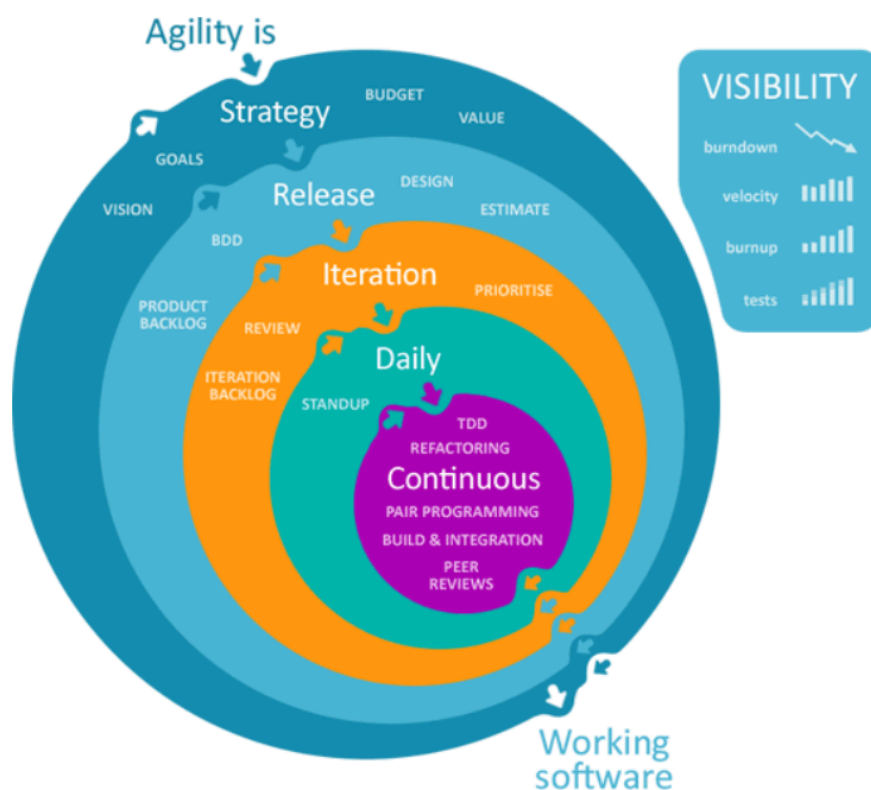 Agility is
Strategy
BUDGET
VALUE
GOALS
VISION
Release
DESIGN
ESTIMATE
BDD
PRODUCT
BACKLOG
Iteration
PRIORITISE
REVIEW
ITERATION
BACKLOG
Daily
STANDUP
TDD
REFACTORING
Continuous
PAIR PROGRAMMING
BUILD & INTEGRATION
PEER
REVIEWS
Working
software
VISIBILITY
burndown
velocity
burnup
tests